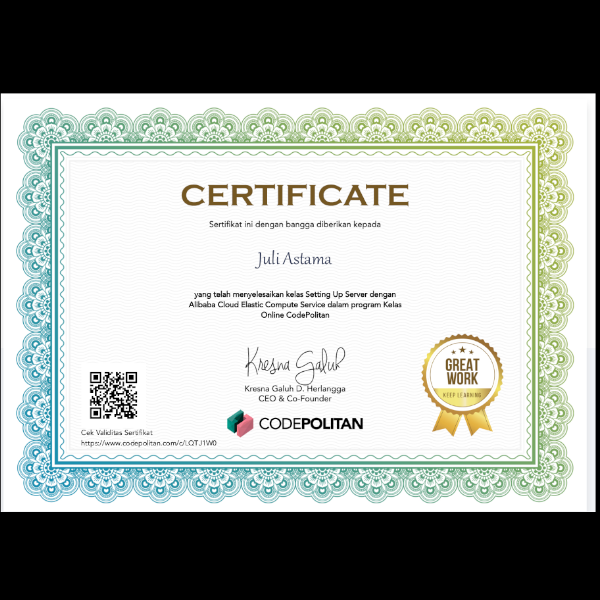 CERTIFICATE
Sertifikat ini dengan bangga diberikan kepada
Juli Astama
yang telah menyelesaikan kelas Setting Up Server dengan
Alibaba Cloud Elastic Compute Service dalam program Kelas
Online CodePolitan
Kresna Galuh
Kresna Galuh D. Herlangga
CEO & Co-Founder
CODEPOLITAN
GREAT
WORK
KEEP LEARNING
Cek Validitas Sertifikat
https://www.codepolitan.com/c/LQTJ1W0